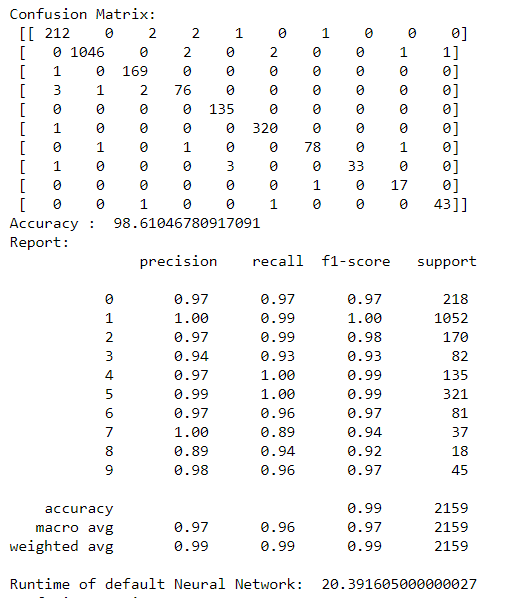 Confusion Matrix:
[[ 212 0 2 2 1 0 1 0 0 0]
[ 0 1046 0 2 0 2 0 0 1 1]
[ 1 0 169 0 0 0 0 0 0 0]
[ 3 1 2 76 0 0 0 0 0 0]
[ 0 0 0 0 135 0 0 0 0 0]
[ 1 0 0 0 0 320 0 0 0 0]
[ 0 1 0 1 0 0 78 0 1 0]
[ 1 0 0 0 3 0 0 33 0 0]
[ 0 0 0 0 0 0 1 0 17 0]
[ 0 0 1 0 0 1 0 0 0 43]]
Accuracy : 98.61046780917091
Report:
precision recall f1-score support
0 0.97 0.97 0.97 218
1 1.00 0.99 1.00 1052
2 0.97 0.99 0.98 170
3 0.94 0.93 0.93 82
4 0.97 1.00 0.99 135
5 0.99 1.00 0.99 321
6 0.97 0.96 0.97 81
7 1.00 0.89 0.94 37
8 0.89 0.94 0.92 18
9 0.98 0.96 0.97 45
accuracy 0.99 2159
macro avg 0.97 0.96 0.97 2159
weighted avg 0.99 0.99 0.99 2159
Runtime of default Neural Network: 20.391605000000027